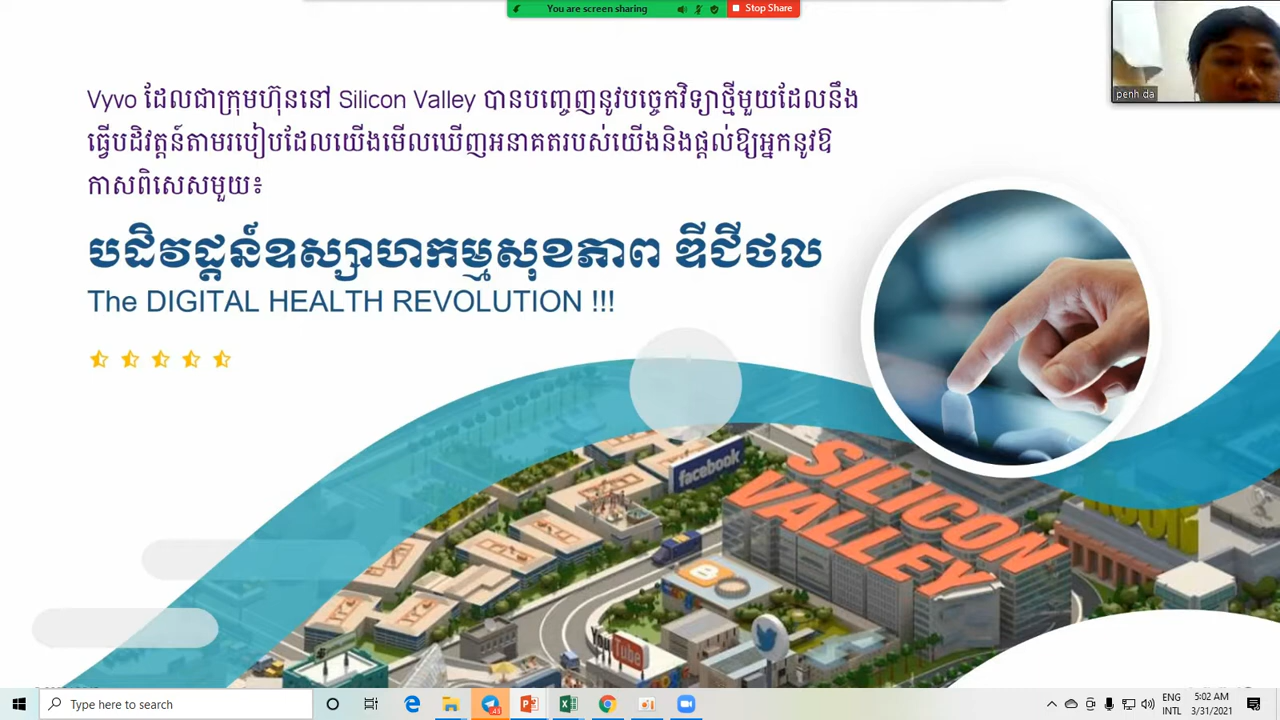 You are screen sharing
Stop Share
penh.da
Vyvo ដែលជាក្រុមហ៊ុននៅ Silicon Valley បានបញ្ចេញនូវបច្ចេកវិទ្យាថ្មីមួយដែលនឹង
ធ្វើបដិវត្តន៍តាមរបៀបដែលយើងមើលឃើញអនាគតរបស់យើងនិងផ្តល់ឱ្យអ្នកនូវឱ
កាសពិសេសមួយ៖
បដិវដ្តន៍ឧស្សាហកម្មសុខភាព ឌីជីថល
The DIGITAL HEALTH REVOLUTION !!!
facebook
SILICON
VALLEY
YouTube
Type here to search
41
ENG
INTL
5:02 AM
3/31/2021